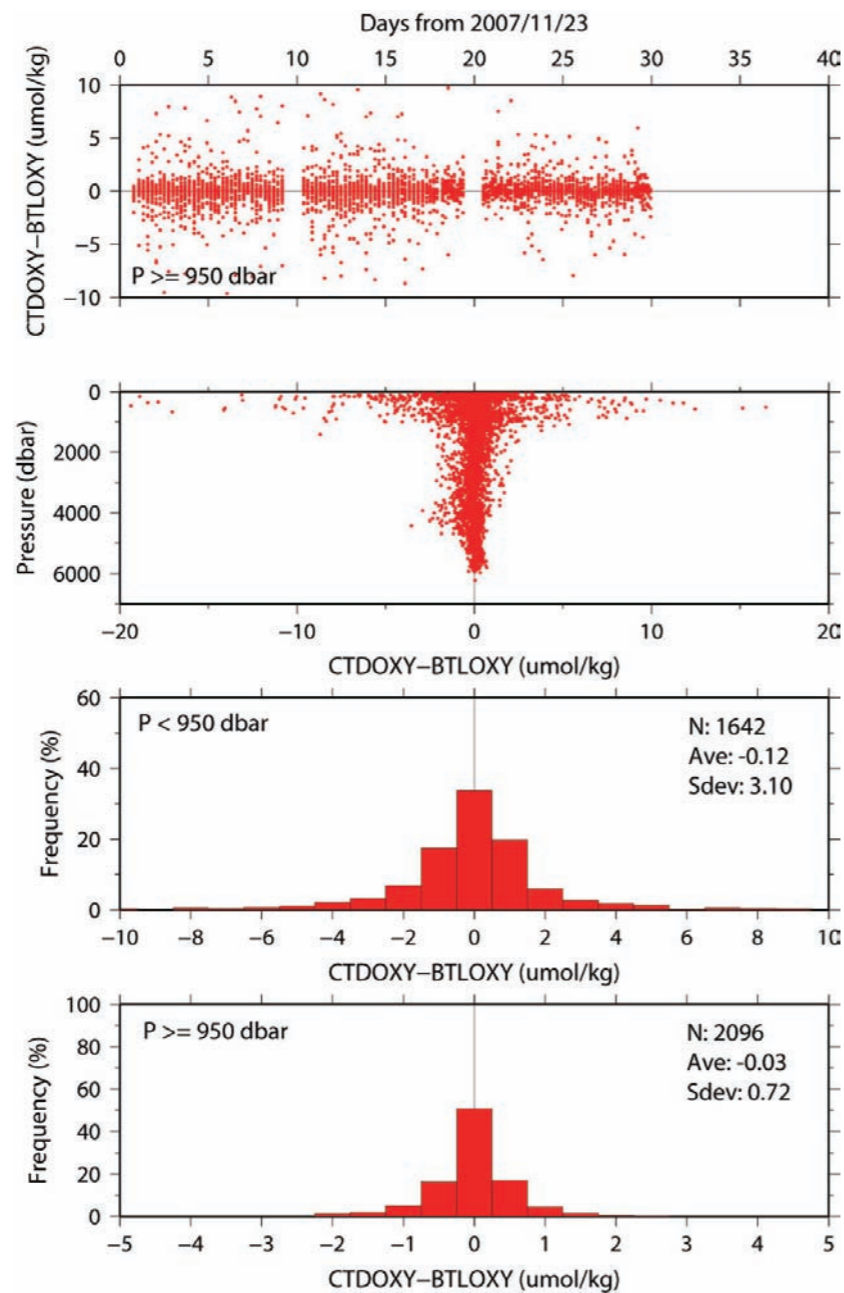 Days from 2007/11/23
0 5 10 15 20 25 30 35 40
CTDOXY−BTLOXY (umol/kg)
10
5
0
−5
−10
P >= 950 dbar
Pressure (dbar)
0
2000
4000
6000
−20 −10 0 10 20
CTDOXY−BTLOXY (umol/kg)
Frequency (%)
60
40
20
0
P < 950 dbar
N: 1642
Ave: -0.12
Sdev: 3.10
−10 −8 −6 −4 −2 0 2 4 6 8 10
CTDOXY−BTLOXY (umol/kg)
Frequency (%)
100
80
60
40
20
0
P >= 950 dbar
N: 2096
Ave: -0.03
Sdev: 0.72
−5 −4 −3 −2 −1 0 1 2 3 4 5
CTDOXY−BTLOXY (umol/kg)